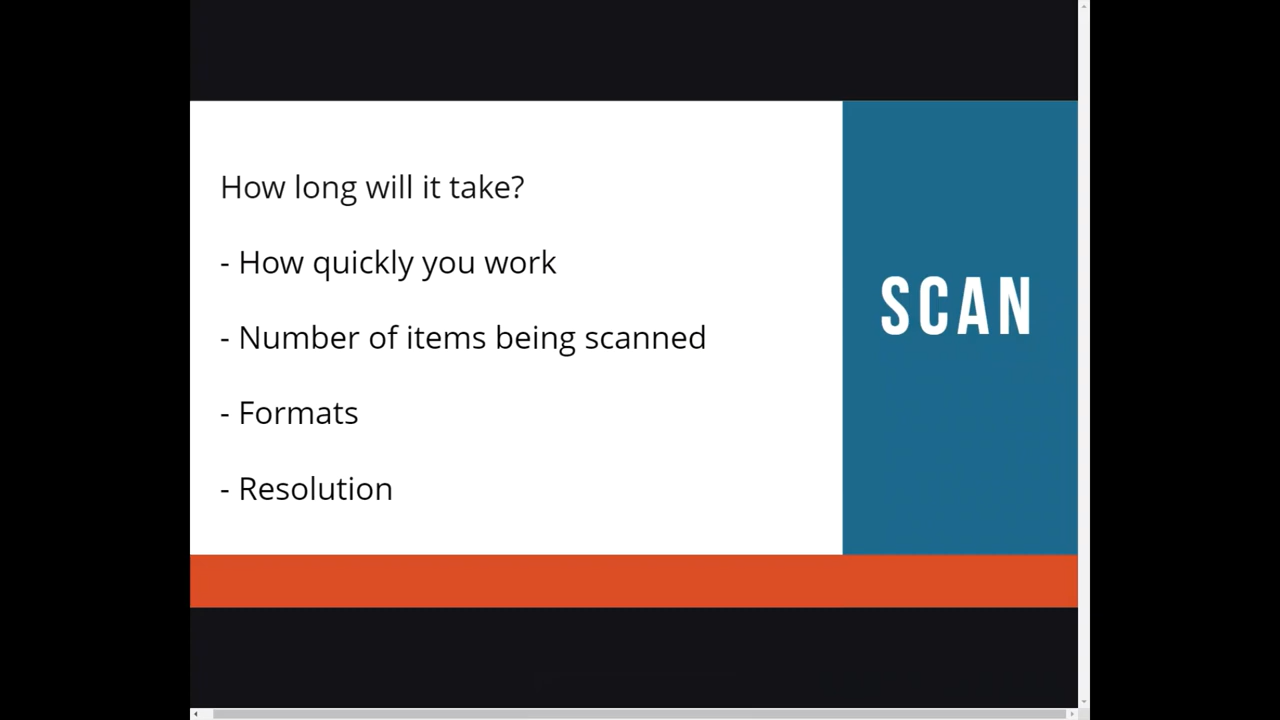 How long will it take?
- How quickly you work
- Number of items being scanned
- Formats
- Resolution
SCAN